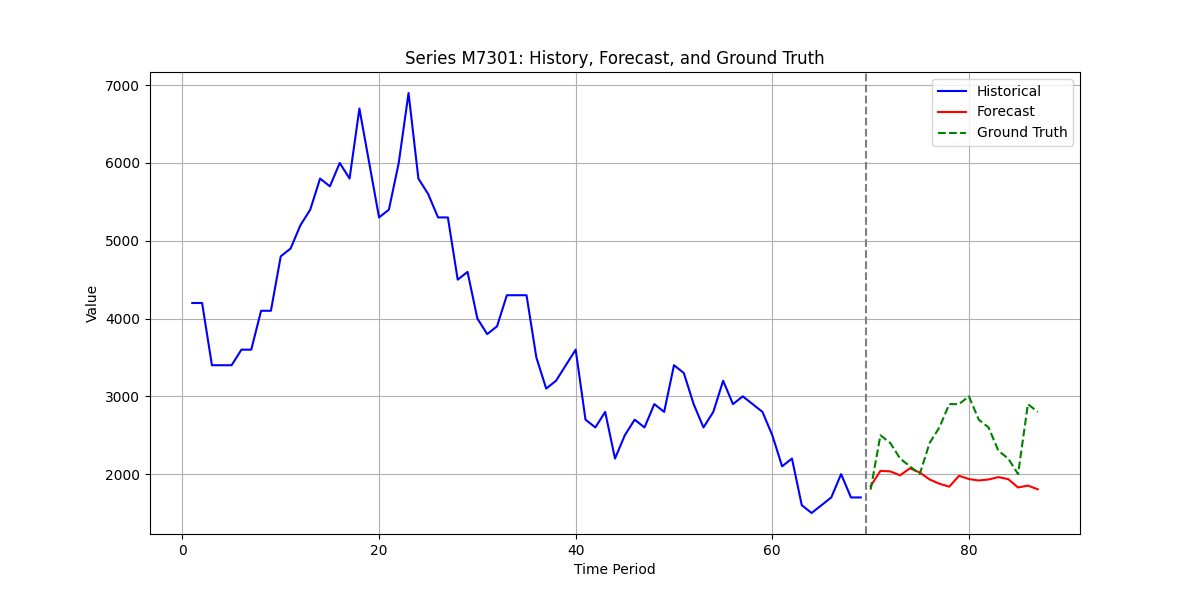 Series M7301: History, Forecast, and Ground Truth
Historical
Forecast
Ground Truth
Value
7000
6000
5000
4000
3000
2000
0 20 40 60 80
Time Period